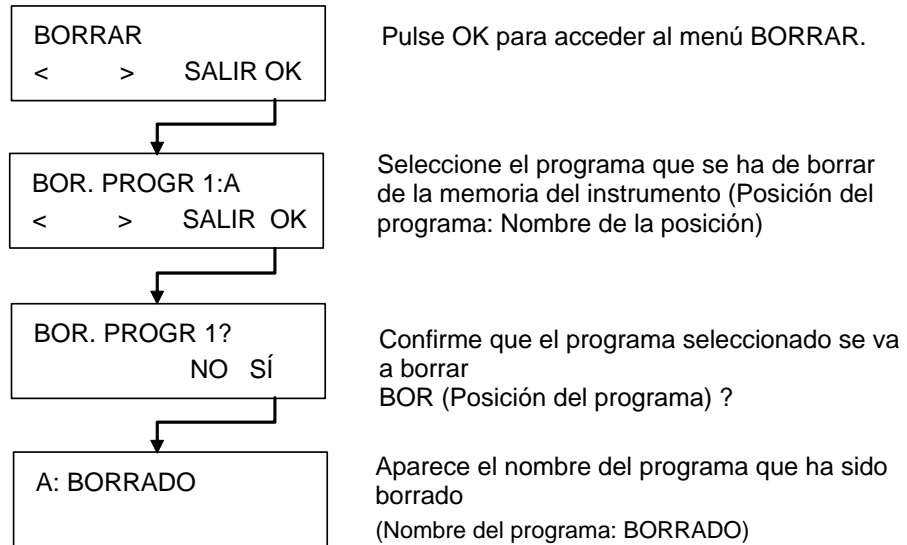 BORRAR
< > SALIR OK
Pulse OK para acceder al menú BORRAR.
BOR. PROGR 1:A
< > SALIR OK
Seleccione el programa que se ha de borrar
de la memoria del instrumento (Posición del
programa: Nombre de la posición)
BOR. PROGR 1?
NO SÍ
Confirme que el programa seleccionado se va
a borrar
BOR (Posición del programa) ?
A: BORRADO
Aparece el nombre del programa que ha sido
borrado
(Nombre del programa: BORRADO)